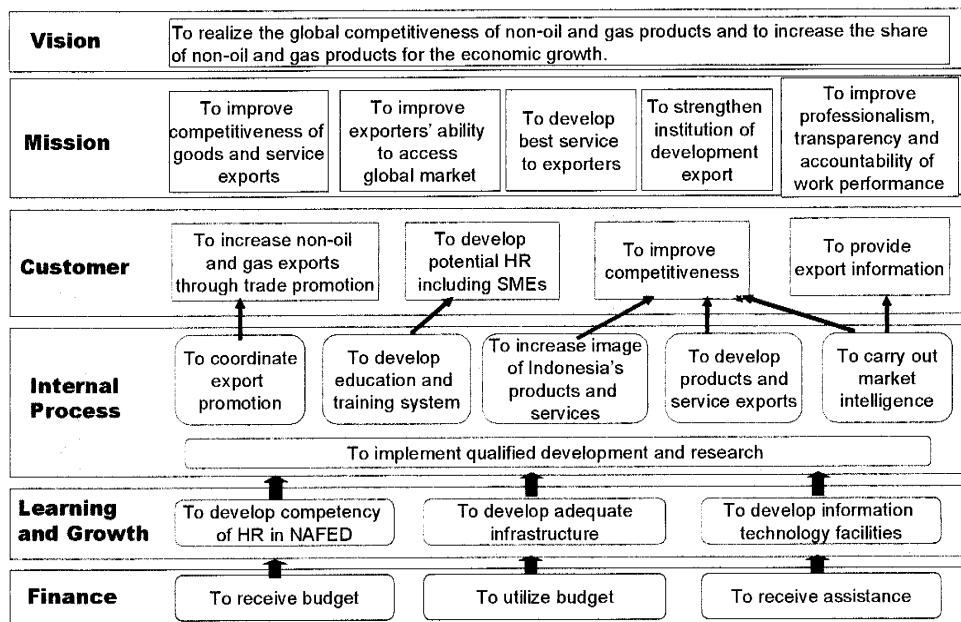 Vision
To realize the global competitiveness of non-oil and gas products and to increase the share
of non-oil and gas products for the economic growth.
Mission
To improve
competitiveness of
goods and service
exports
To improve
exporters' ability
to access
global market
To develop
best service
to exporters
To strengthen
institution of
development
export
To improve
professionalism,
transparency and
accountability of
work performance
Customer
To increase non-oil
and gas exports
through trade promotion
To develop
potential HR
including SMEs
To improve
competitiveness
To provide
export information
Internal
Process
To coordinate
export
promotion
To develop
education and
training system
To increase image
of Indonesia's
products and
services
To develop
products and
service exports
To carry out
market
intelligence
To implement qualified development and research
Learning
and Growth
To develop competency
of HR in NAFED
To develop adequate
infrastructure
To develop information
technology facilities
Finance
To receive budget
To utilize budget
To receive assistance